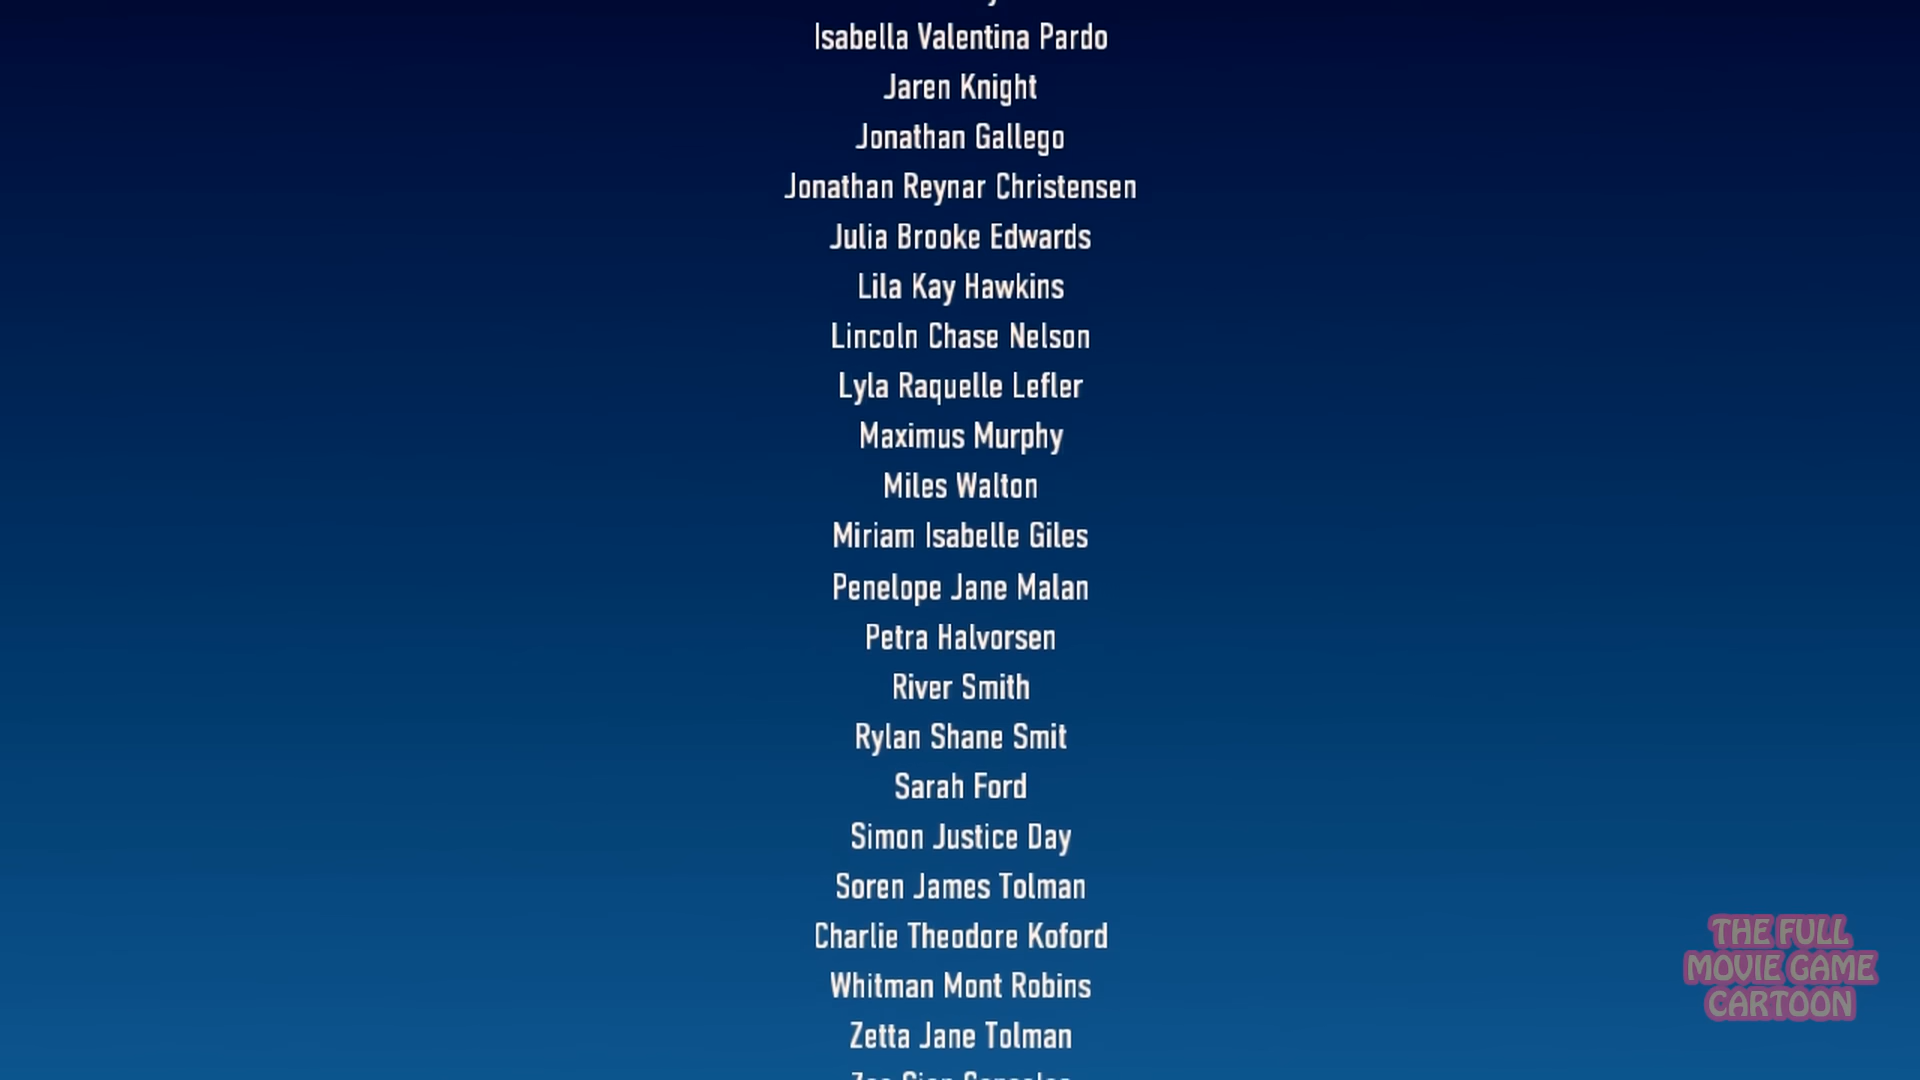 Isabella Valentina Pardo
Jaren Knight
Jonathan Gallego
Jonathan Reynar Christensen
Julia Brooke Edwards
Lila Kay Hawkins
Lincoln Chase Nelson
Lyla Raquelle Lefler
Maximus Murphy
Miles Walton
Miriam Isabelle Giles
Penelope Jane Malan
Petra Halvorsen
River Smith
Rylan Shane Smit
Sarah Ford
Simon Justice Day
Soren James Tolman
Charlie Theodore Koford
Whitman Mont Robins
Zetta Jane Tolman
THE FULL
MOVIE GAME
CARTOON